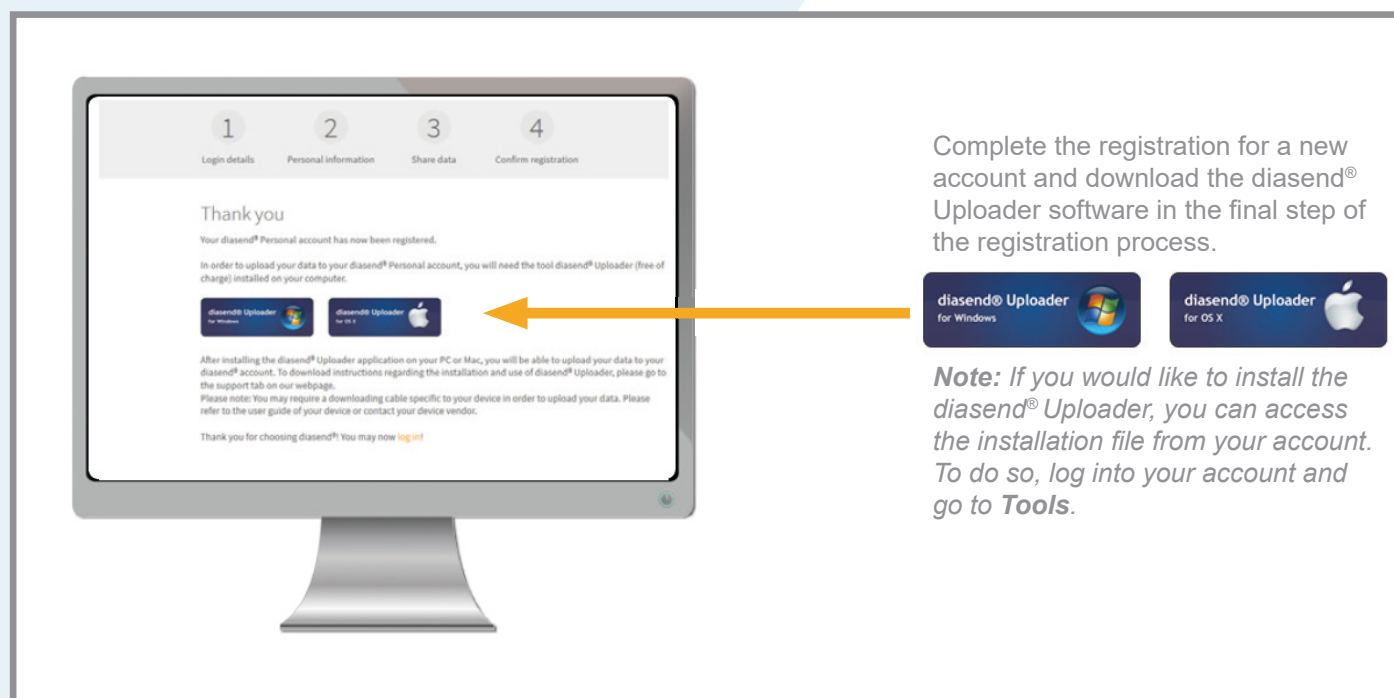 1
2
3
4
Login details
Personal information
Share data
Confirm registration
Thank you
Your diasend® Personal account has now been registered.
In order to upload your data to your diasend® Personal account, you will need the tool diasend® Uploader (free of
charge) installed on your computer.
diasend® Uploader
for Windows
diasend® Uploader
for OS X
After installing the diasend® Uploader application on your PC or Mac, you will be able to upload your data to your
diasend® account. To download instructions regarding the installation and use of diasend® Uploader, please go to
the support tab on our webpage.
Please note: You may require a downloading cable specific to your device in order to upload your data. Please
refer to the user guide of your device or contact your device vendor.
Thank you for choosing diasend®! You may now log in!
Complete the registration for a new
account and download the diasend®
Uploader software in the final step of
the registration process.
diasend® Uploader
for Windows
diasend® Uploader
for OS X
Note: If you would like to install the
diasend® Uploader, you can access
the installation file from your account.
To do so, log into your account and
go to Tools.